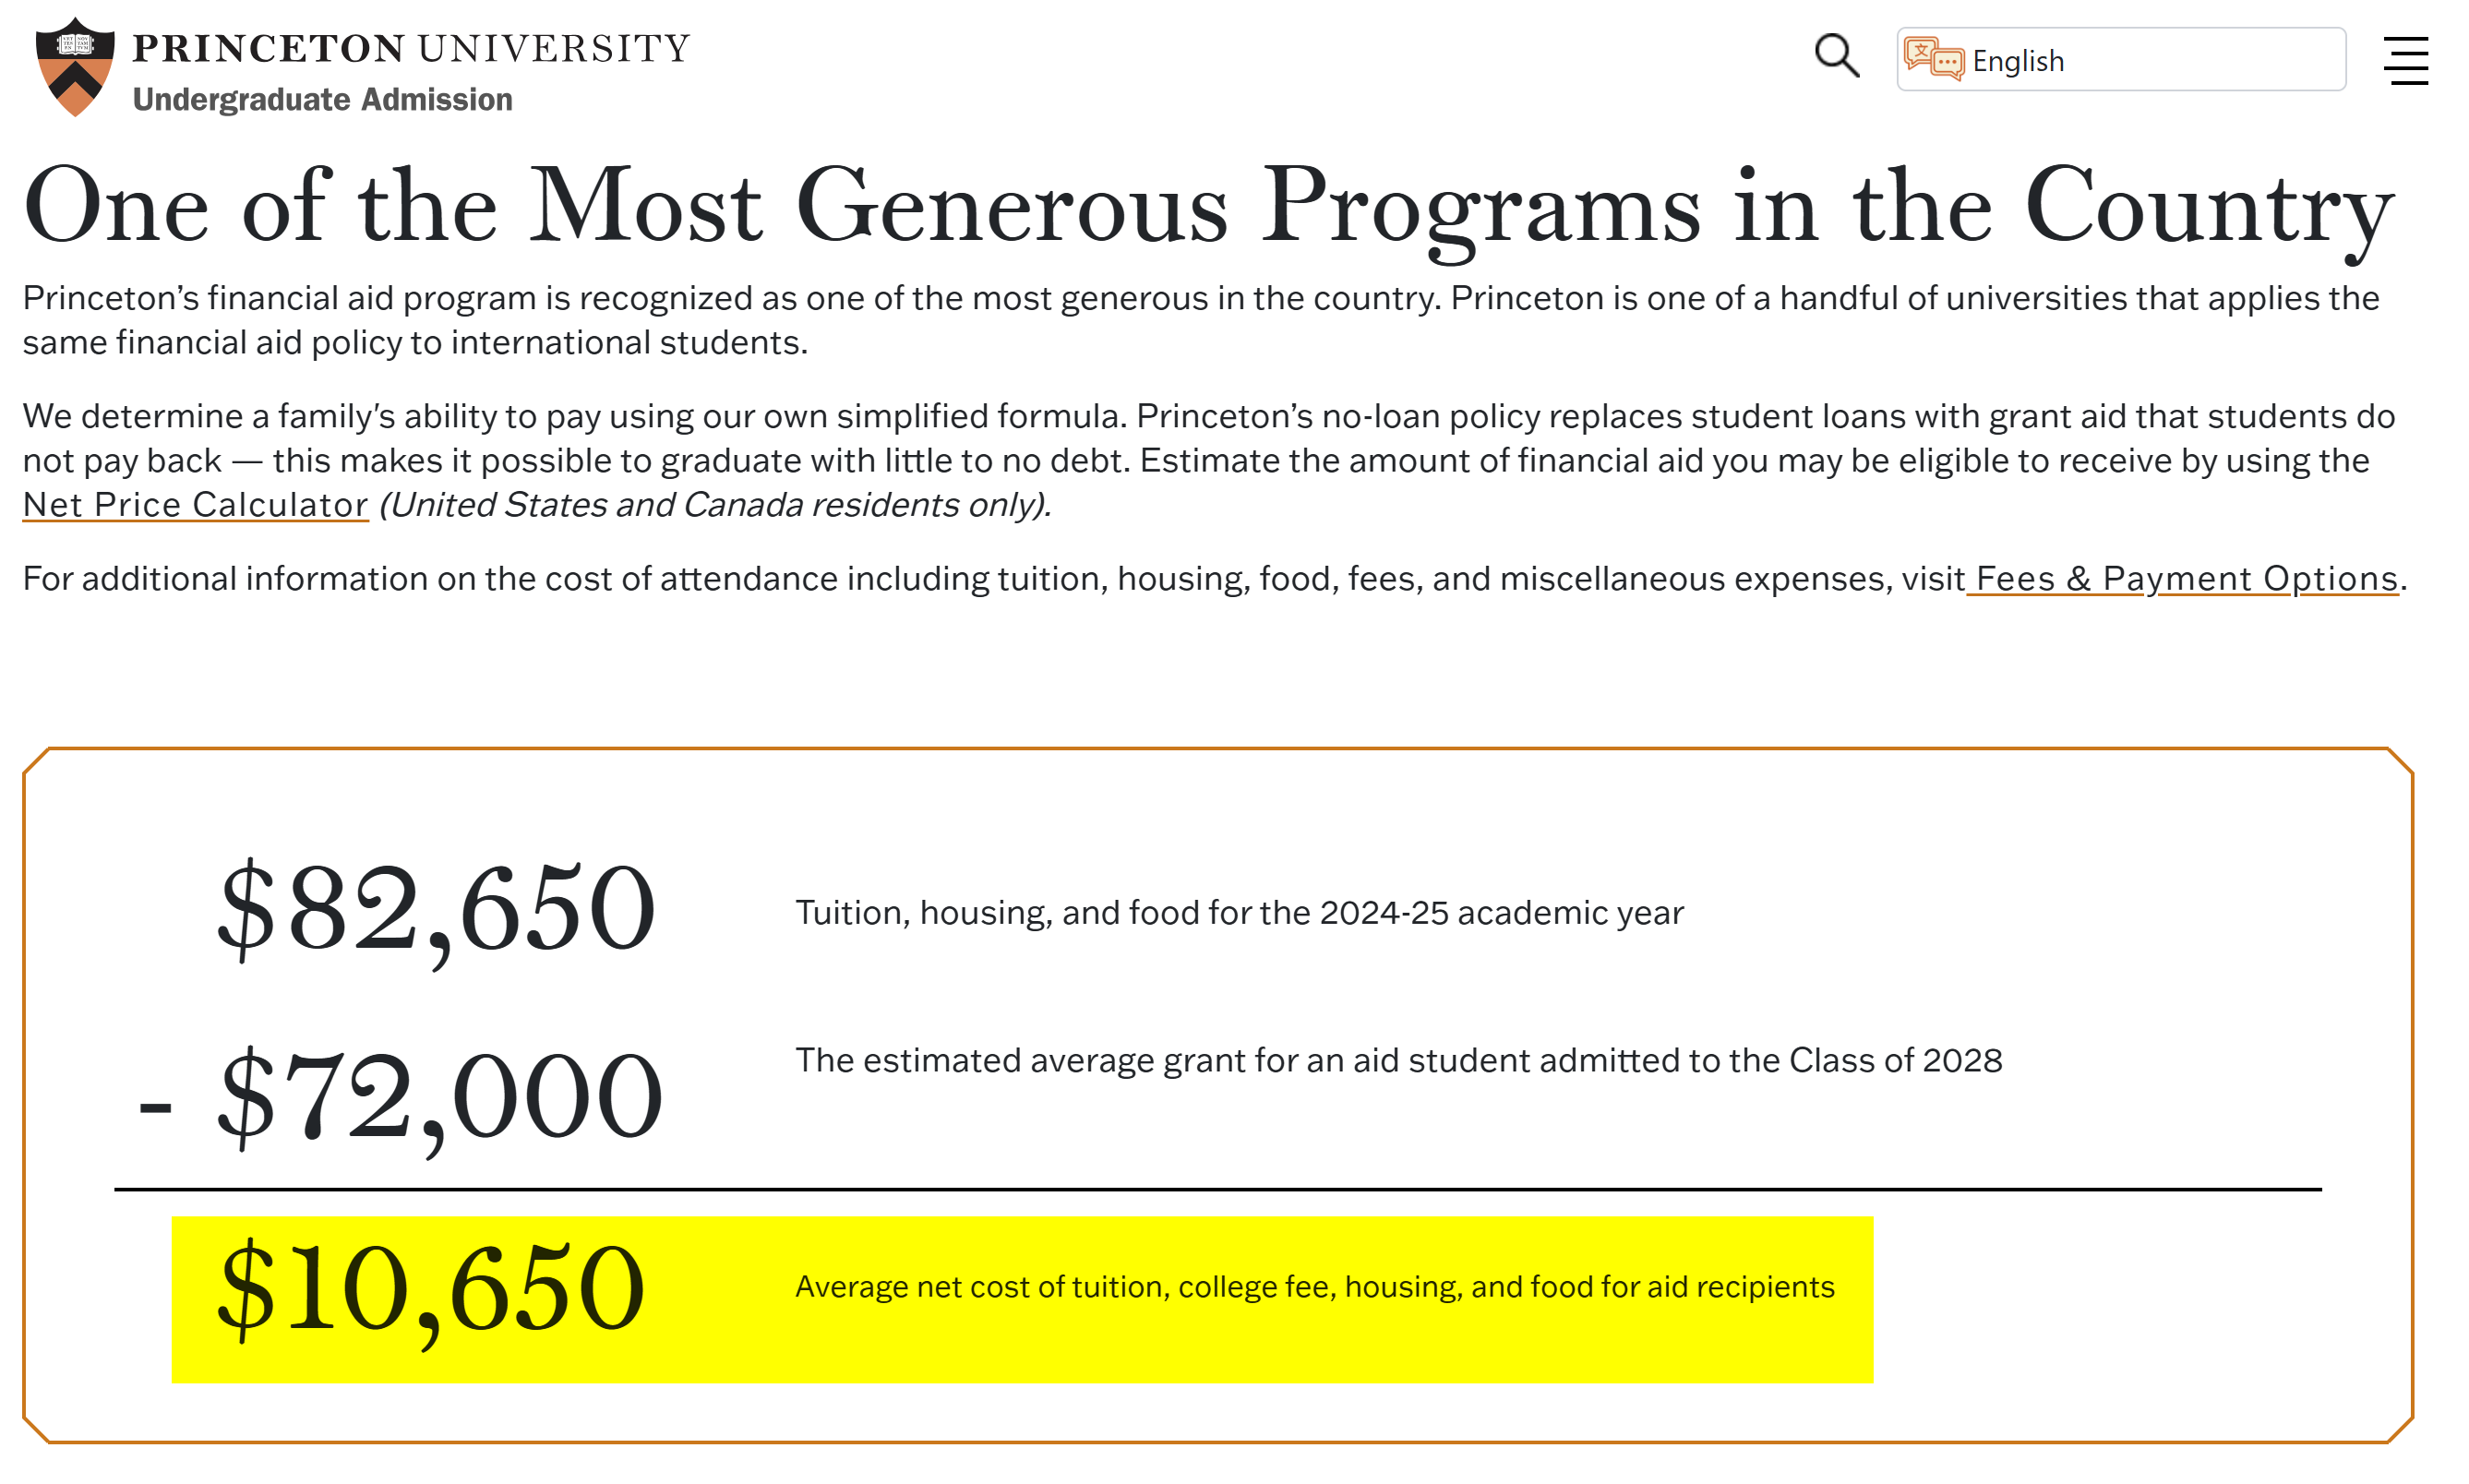 PRINCETON UNIVERSITY
Undergraduate Admission
English
One of the Most Generous Programs in the Country
Princeton’s financial aid program is recognized as one of the most generous in the country. Princeton is one of a handful of universities that applies the
same financial aid policy to international students.
We determine a family’s ability to pay using our own simplified formula. Princeton’s no-loan policy replaces student loans with grant aid that students do
not pay back — this makes it possible to graduate with little to no debt. Estimate the amount of financial aid you may be eligible to receive by using the
Net Price Calculator (United States and Canada residents only).
For additional information on the cost of attendance including tuition, housing, food, fees, and miscellaneous expenses, visit Fees & Payment Options.
$82,650 Tuition, housing, and food for the 2024-25 academic year
- $72,000 The estimated average grant for an aid student admitted to the Class of 2028
$10,650 Average net cost of tuition, college fee, housing, and food for aid recipients